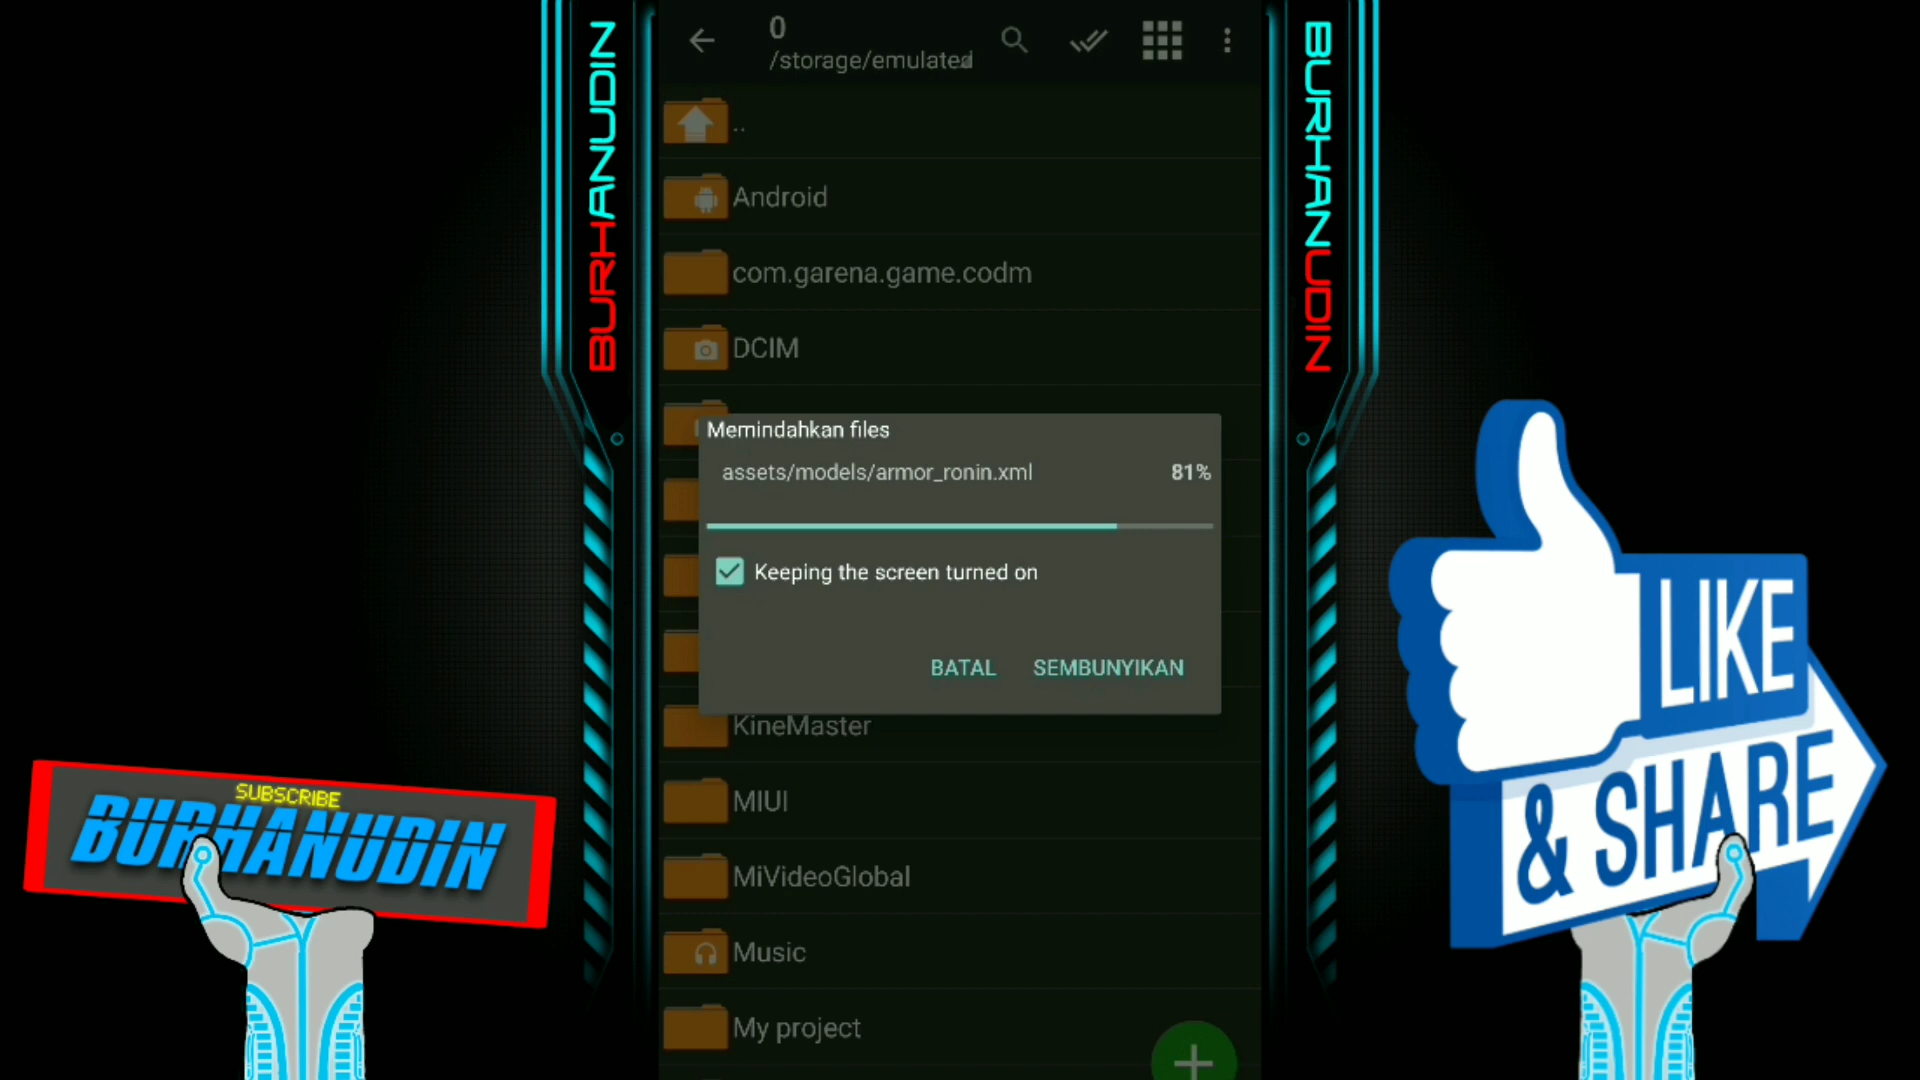 BURHANUDIN
0
/storage/emulated
..
Android
com.garena.game.codm
DCIM
Memindahkan files
assets/models/armor_ronin.xml 81%
Keeping the screen turned on
BATAL SEMBUNYIKAN
KineMaster
MIUI
MiVideoGlobal
Music
My project
BURHANUDIN
SUBSCRIBE
BURHANUDIN
LIKE
& SHARE